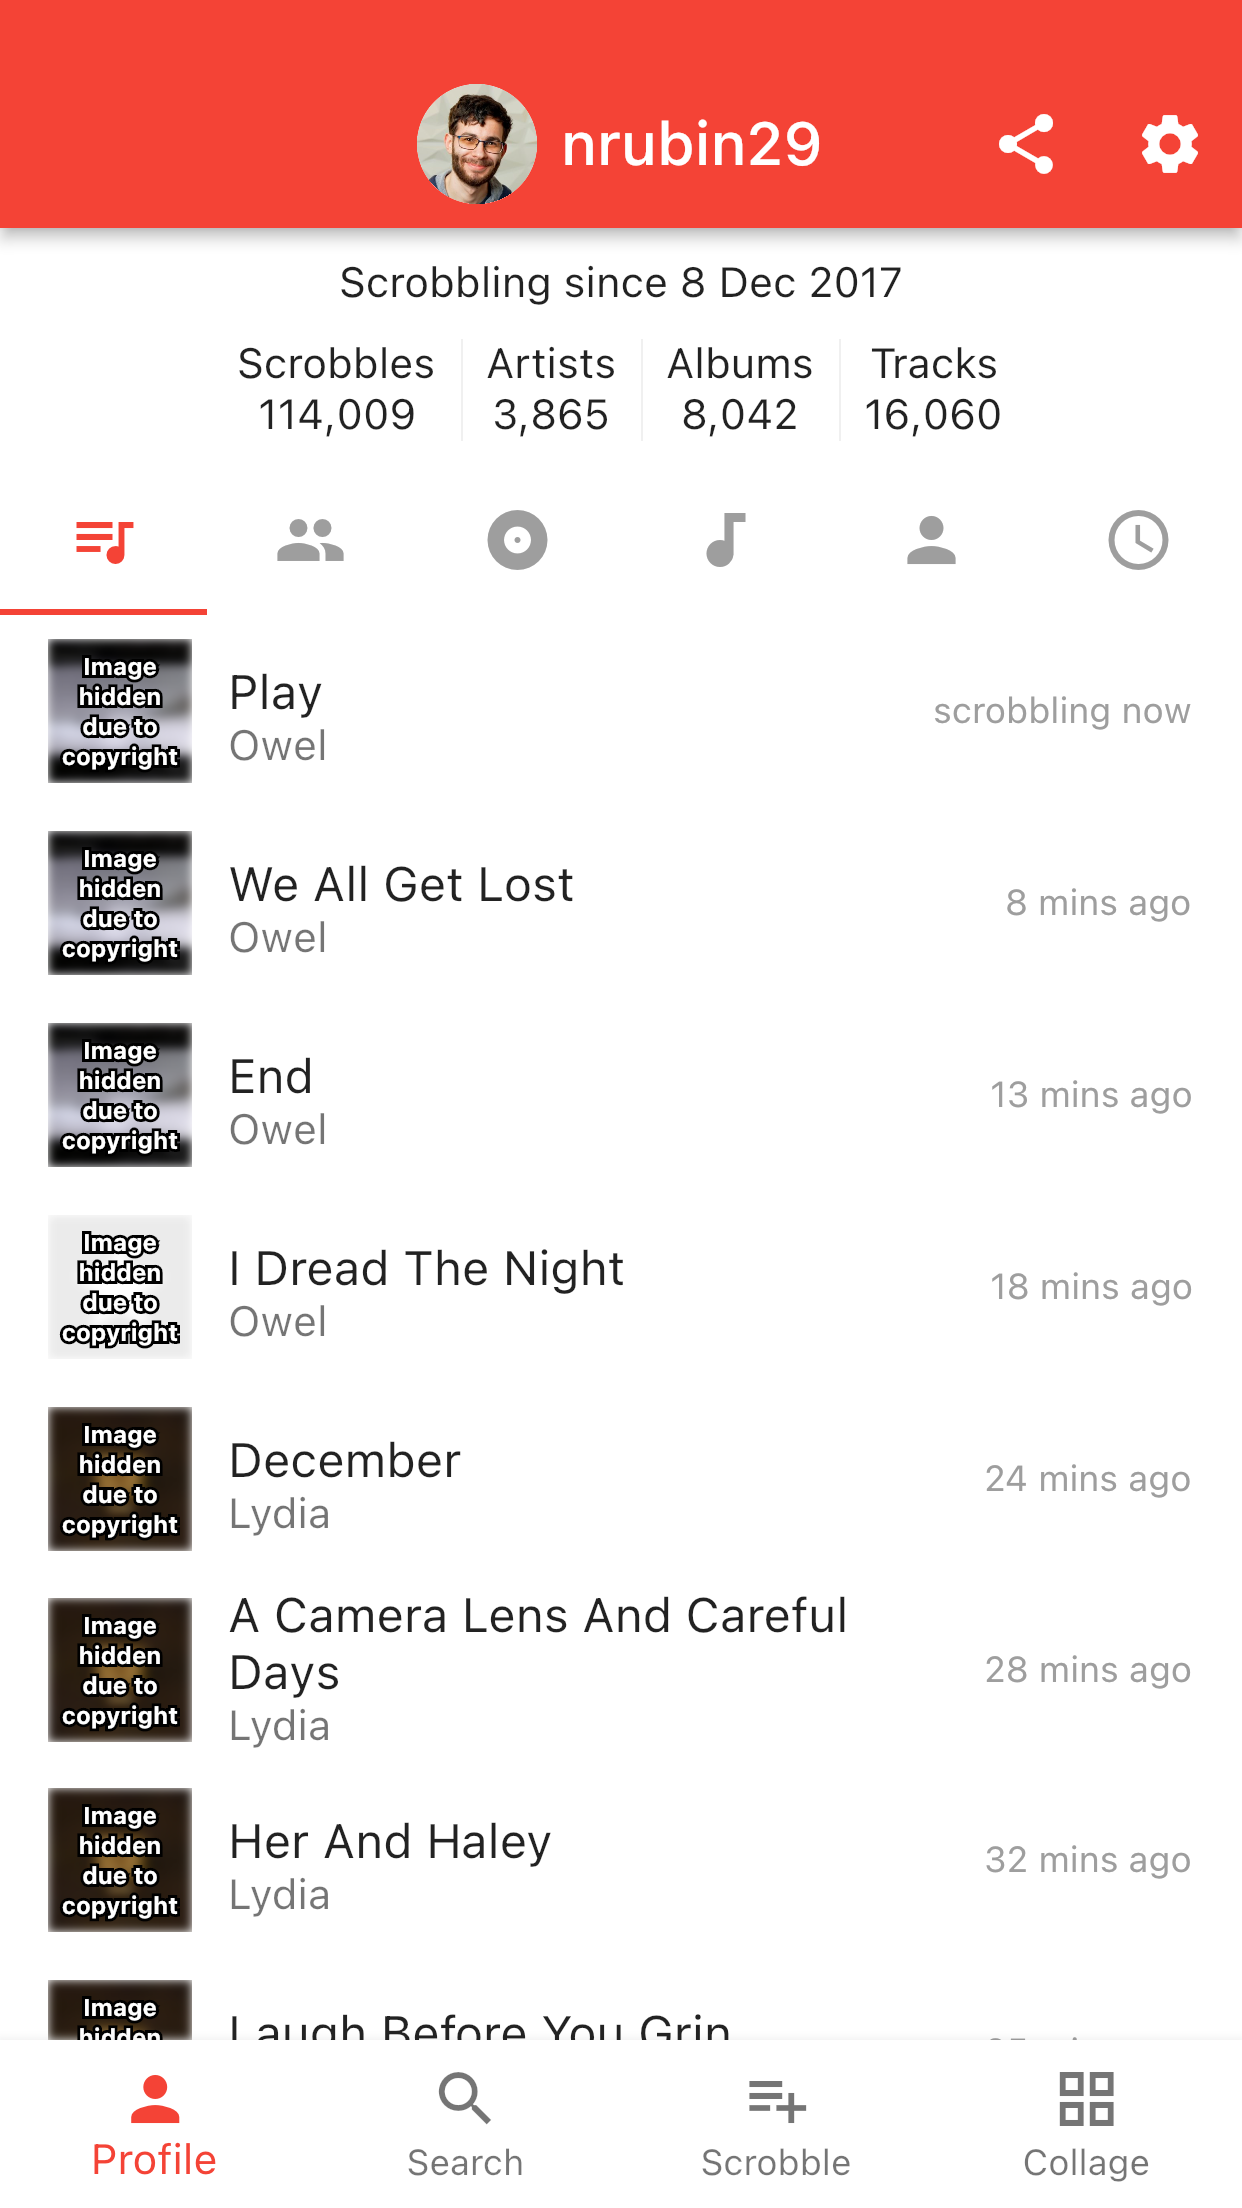 nrubin29
Scrobbling since 8 Dec 2017
Scrobbles Artists Albums Tracks
114,009 3,865 8,042 16,060
Image
hidden
due to
copyright
Play
Owel
scrobbling now
Image
hidden
due to
copyright
We All Get Lost
Owel
8 mins ago
Image
hidden
due to
copyright
End
Owel
13 mins ago
Image
hidden
due to
copyright
I Dread The Night
Owel
18 mins ago
Image
hidden
due to
copyright
December
Lydia
24 mins ago
Image
hidden
due to
copyright
A Camera Lens And Careful
Days
Lydia
28 mins ago
Image
hidden
due to
copyright
Her And Haley
Lydia
32 mins ago
Image
hidden
Laugh Before You Grin
Profile Search Scrobble Collage